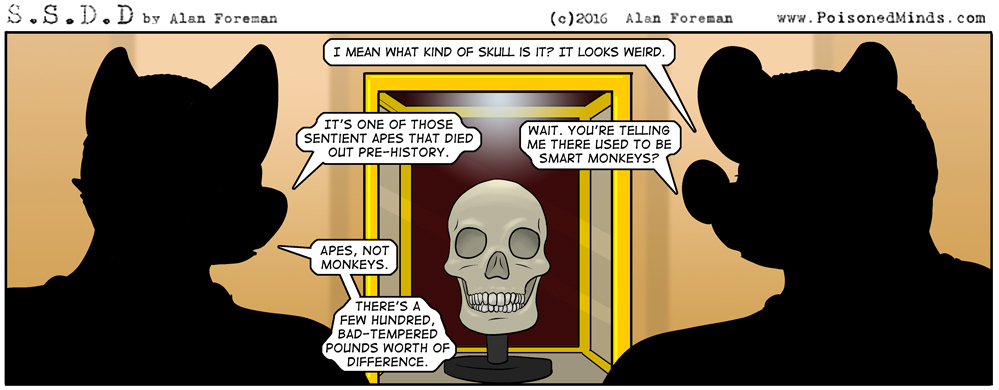 S.S.D.D by Alan Foreman (c)2016 Alan Foreman www.PoisonedMinds.com
I MEAN WHAT KIND OF SKULL IS IT? IT LOOKS WEIRD.
IT'S ONE OF THOSE
SENTIENT APES THAT DIED
OUT PRE-HISTORY.
WAIT. YOU'RE TELLING
ME THERE USED TO BE
SMART MONKEYS?
APES, NOT
MONKEYS.
THERE'S A
FEW HUNDRED,
BAD-TEMPERED
POUNDS WORTH OF
DIFFERENCE.